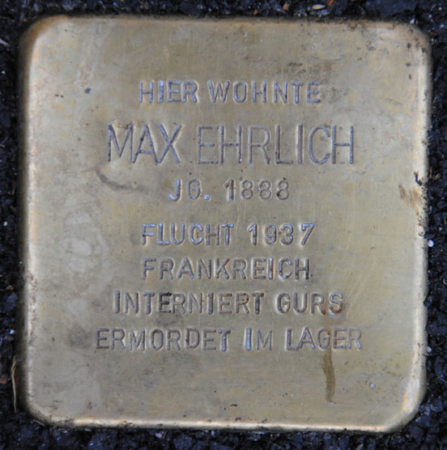 HIER WOHNTE
MAX EHRLICH
JG. 1888
FLUCHT 1937
FRANKREICH
INTERNIERT GURS
ERMORDET IM LAGER